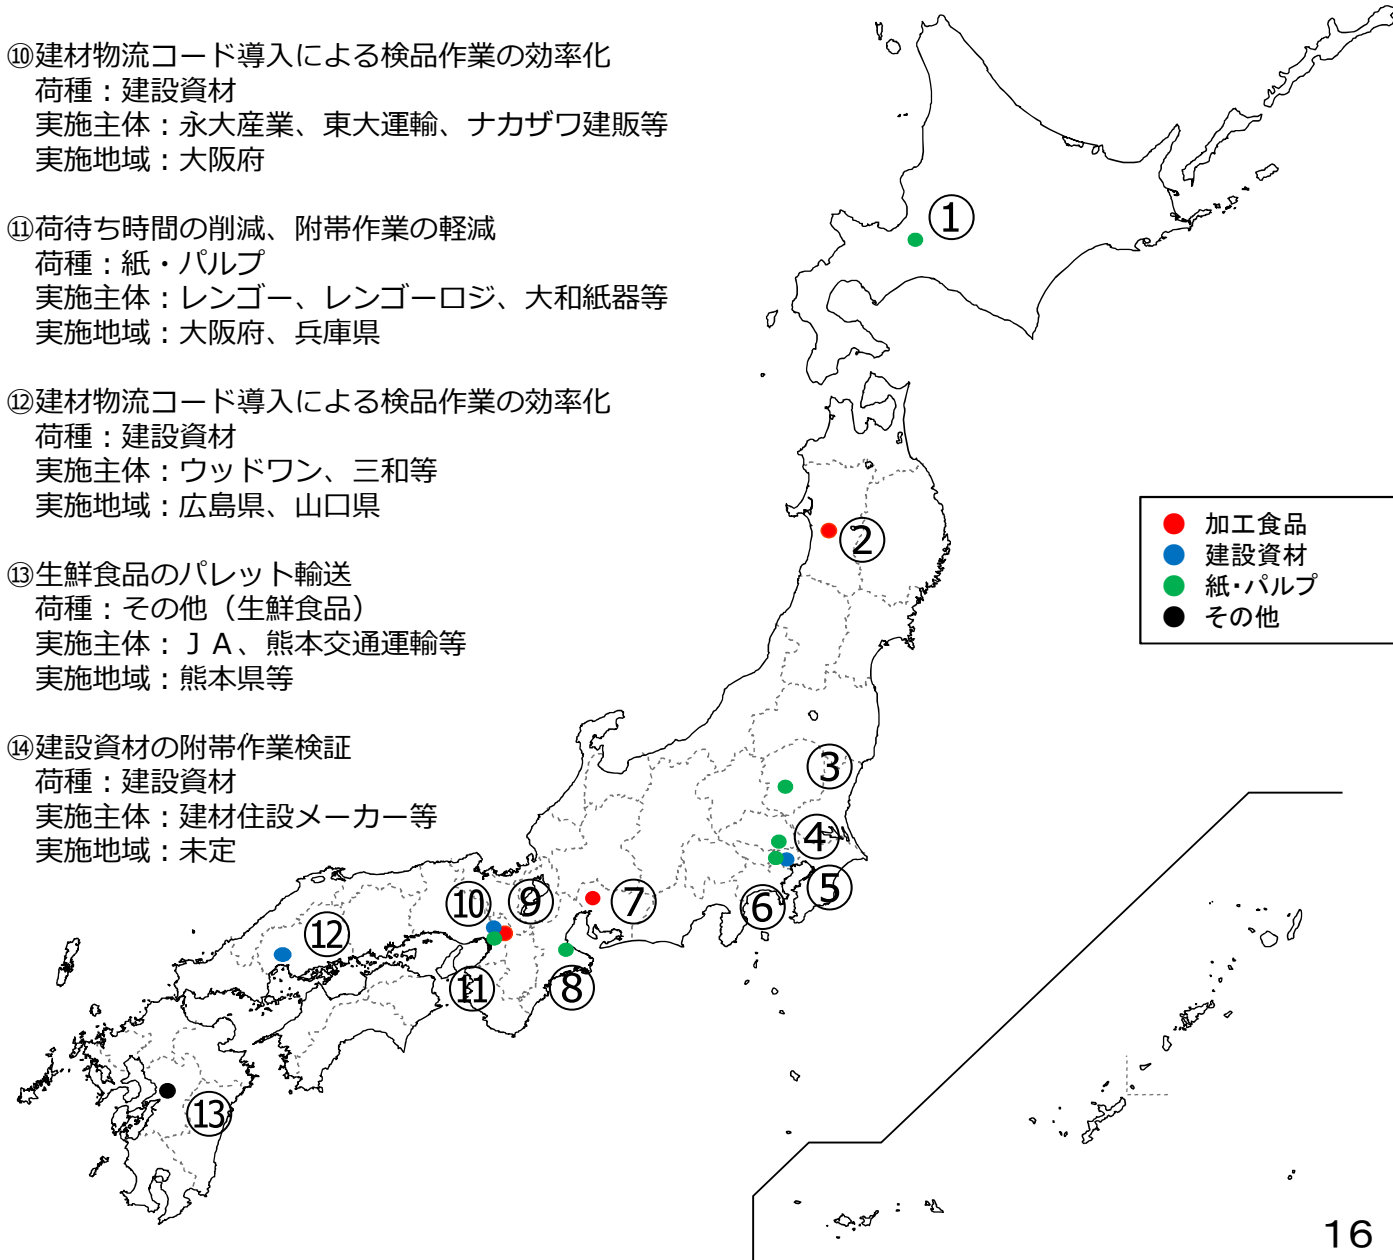 ⑩建材物流コード導入による検品作業の効率化
荷種：建設資材
実施主体：永大産業、東大運輸、ナカザワ建販等
実施地域：大阪府
⑪荷待ち時間の削減、附帯作業の軽減
荷種：紙・パルプ
実施主体：レンゴー、レンゴーロジ、大和紙器等
実施地域：大阪府、兵庫県
⑫建材物流コード導入による検品作業の効率化
荷種：建設資材
実施主体：ウッドワン、三和等
実施地域：広島県、山口県
⑬生鮮食品のパレット輸送
荷種：その他（生鮮食品）
実施主体：ＪＡ、熊本交通運輸等
実施地域：熊本県等
⑭建設資材の附帯作業検証
荷種：建設資材
実施主体：建材住設メーカー等
実施地域：未定
①
②
加工食品
建設資材
紙・パルプ
その他
③
④
⑤
⑥
⑦
⑧
⑨
⑩
⑪
⑫
⑬
16